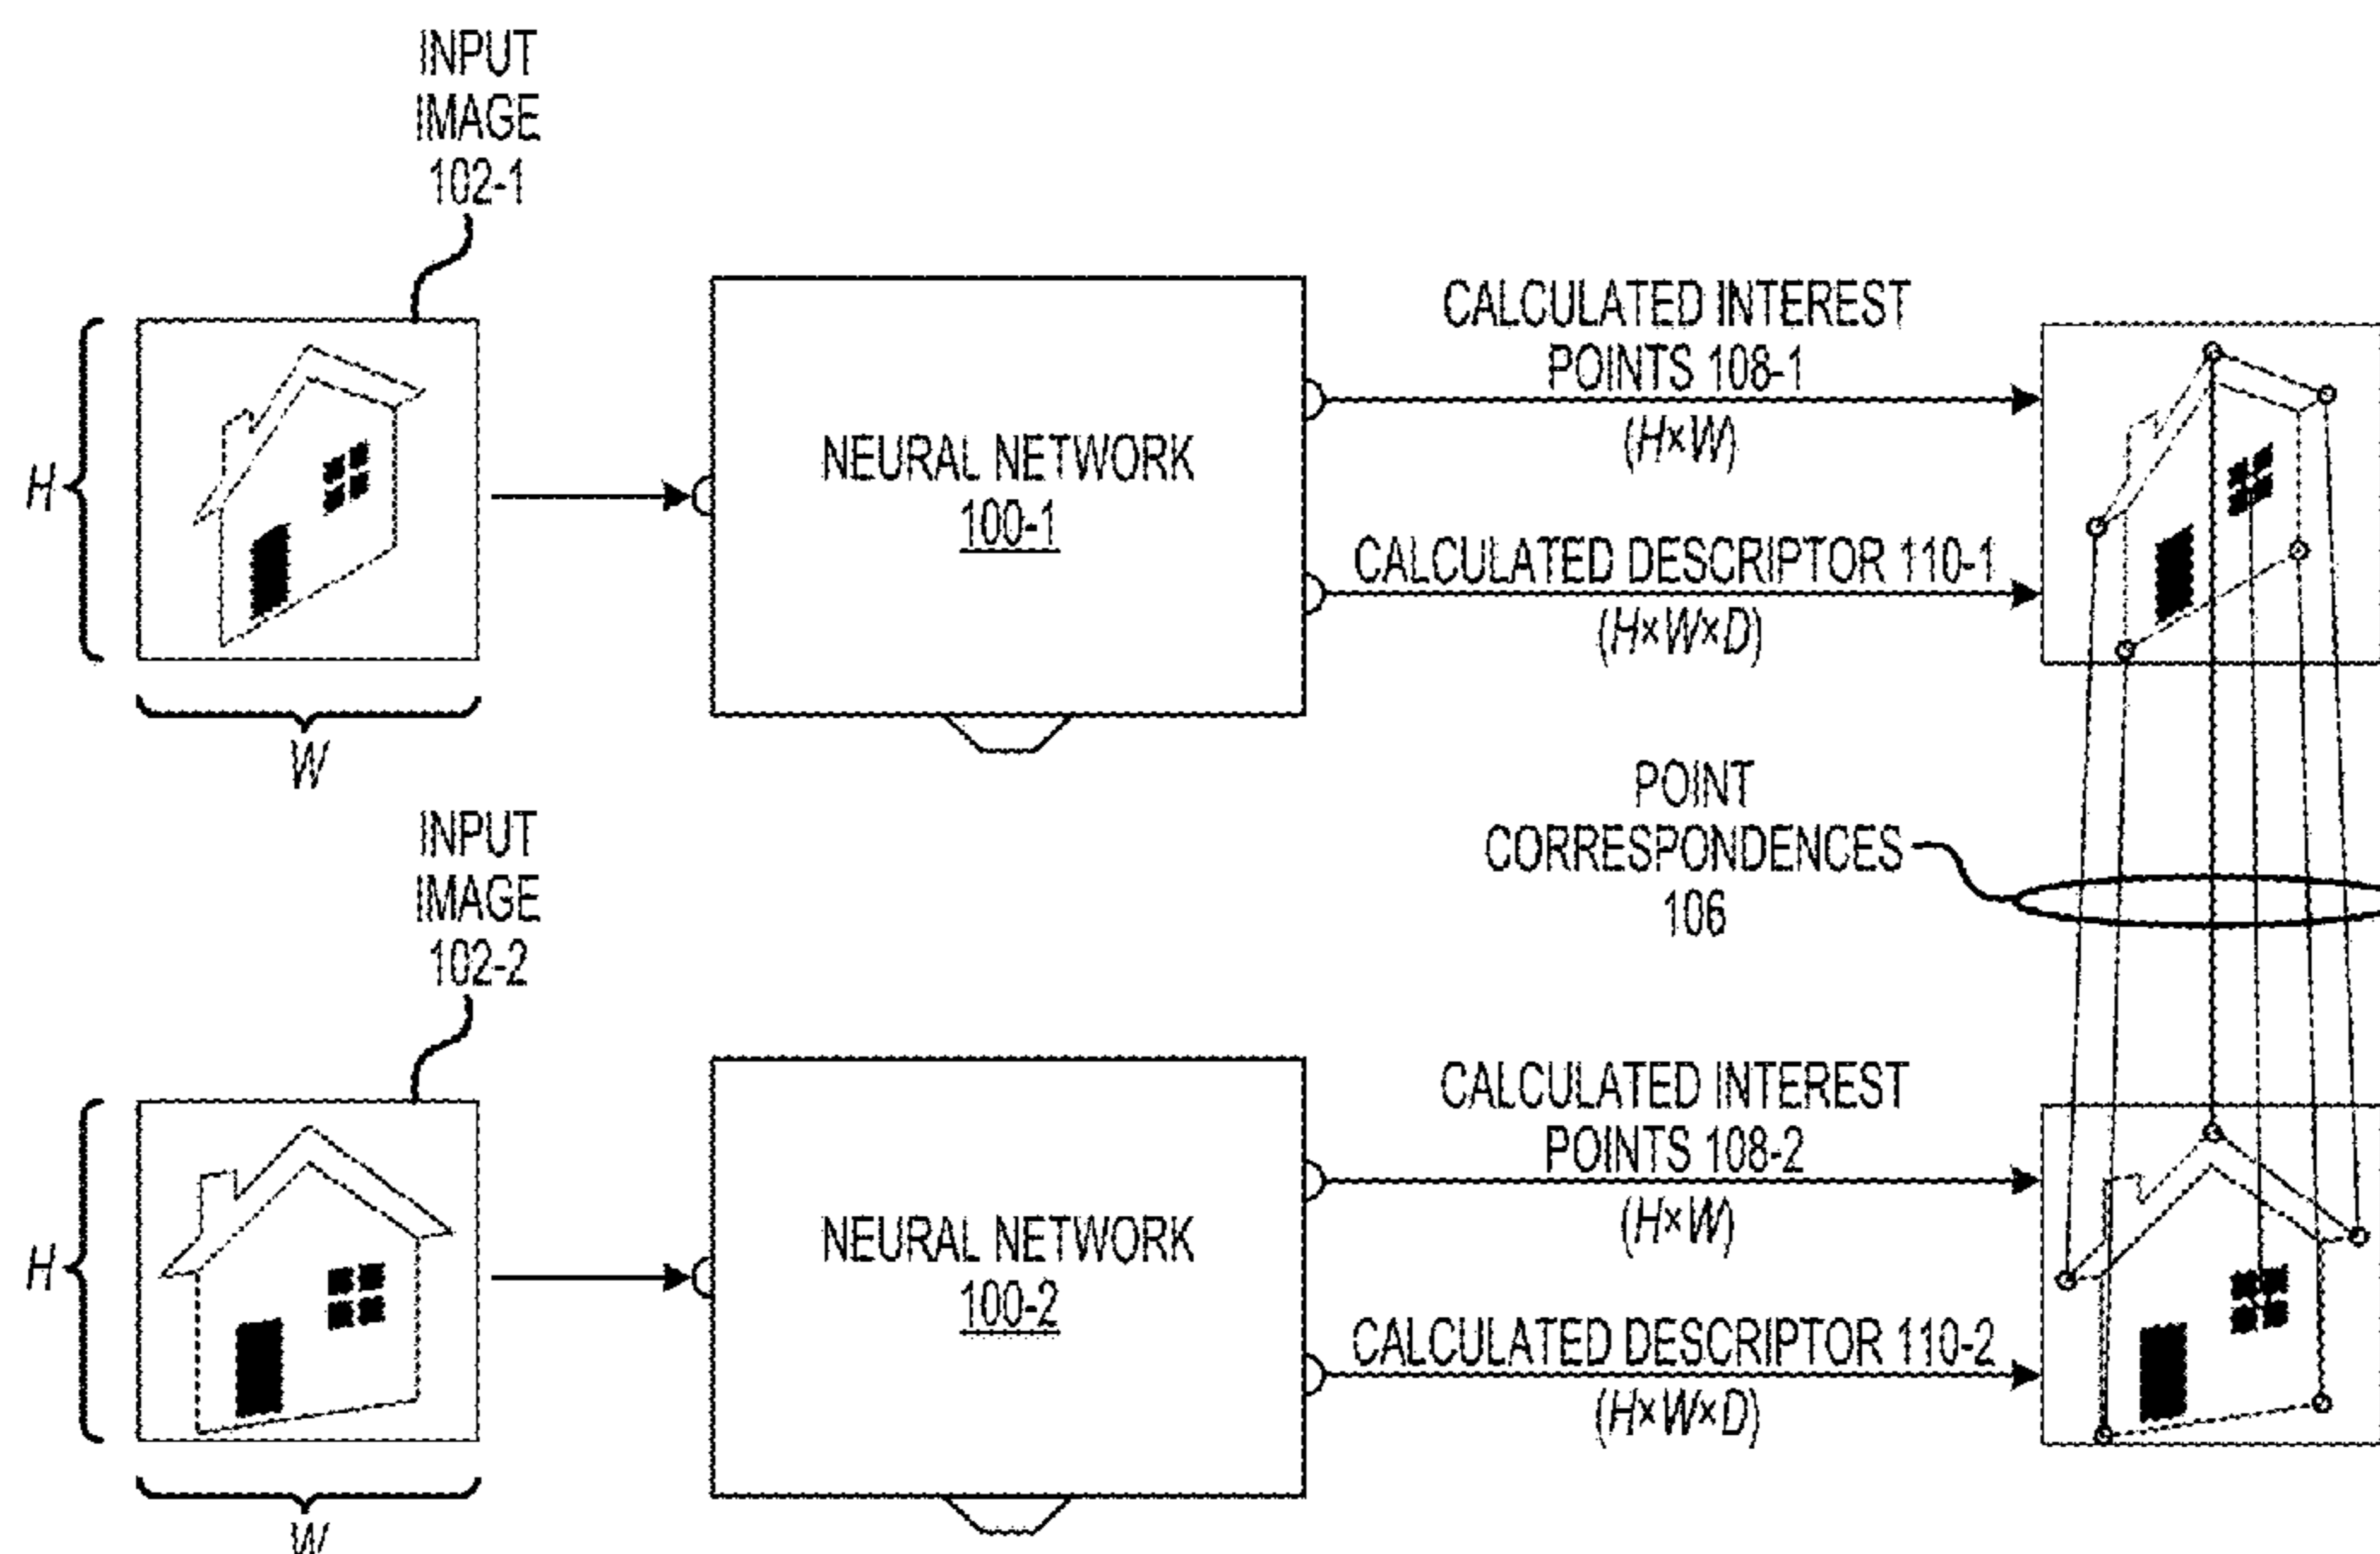 INPUT
IMAGE
102-1
H
W
NEURAL NETWORK
100-1
CALCULATED INTEREST
POINTS 108-1
(H×W)
CALCULATED DESCRIPTOR 110-1
(H×W×D)
POINT
CORRESPONDENCES
106
INPUT
IMAGE
102-2
H
W
NEURAL NETWORK
100-2
CALCULATED INTEREST
POINTS 108-2
(H×W)
CALCULATED DESCRIPTOR 110-2
(H×W×D)